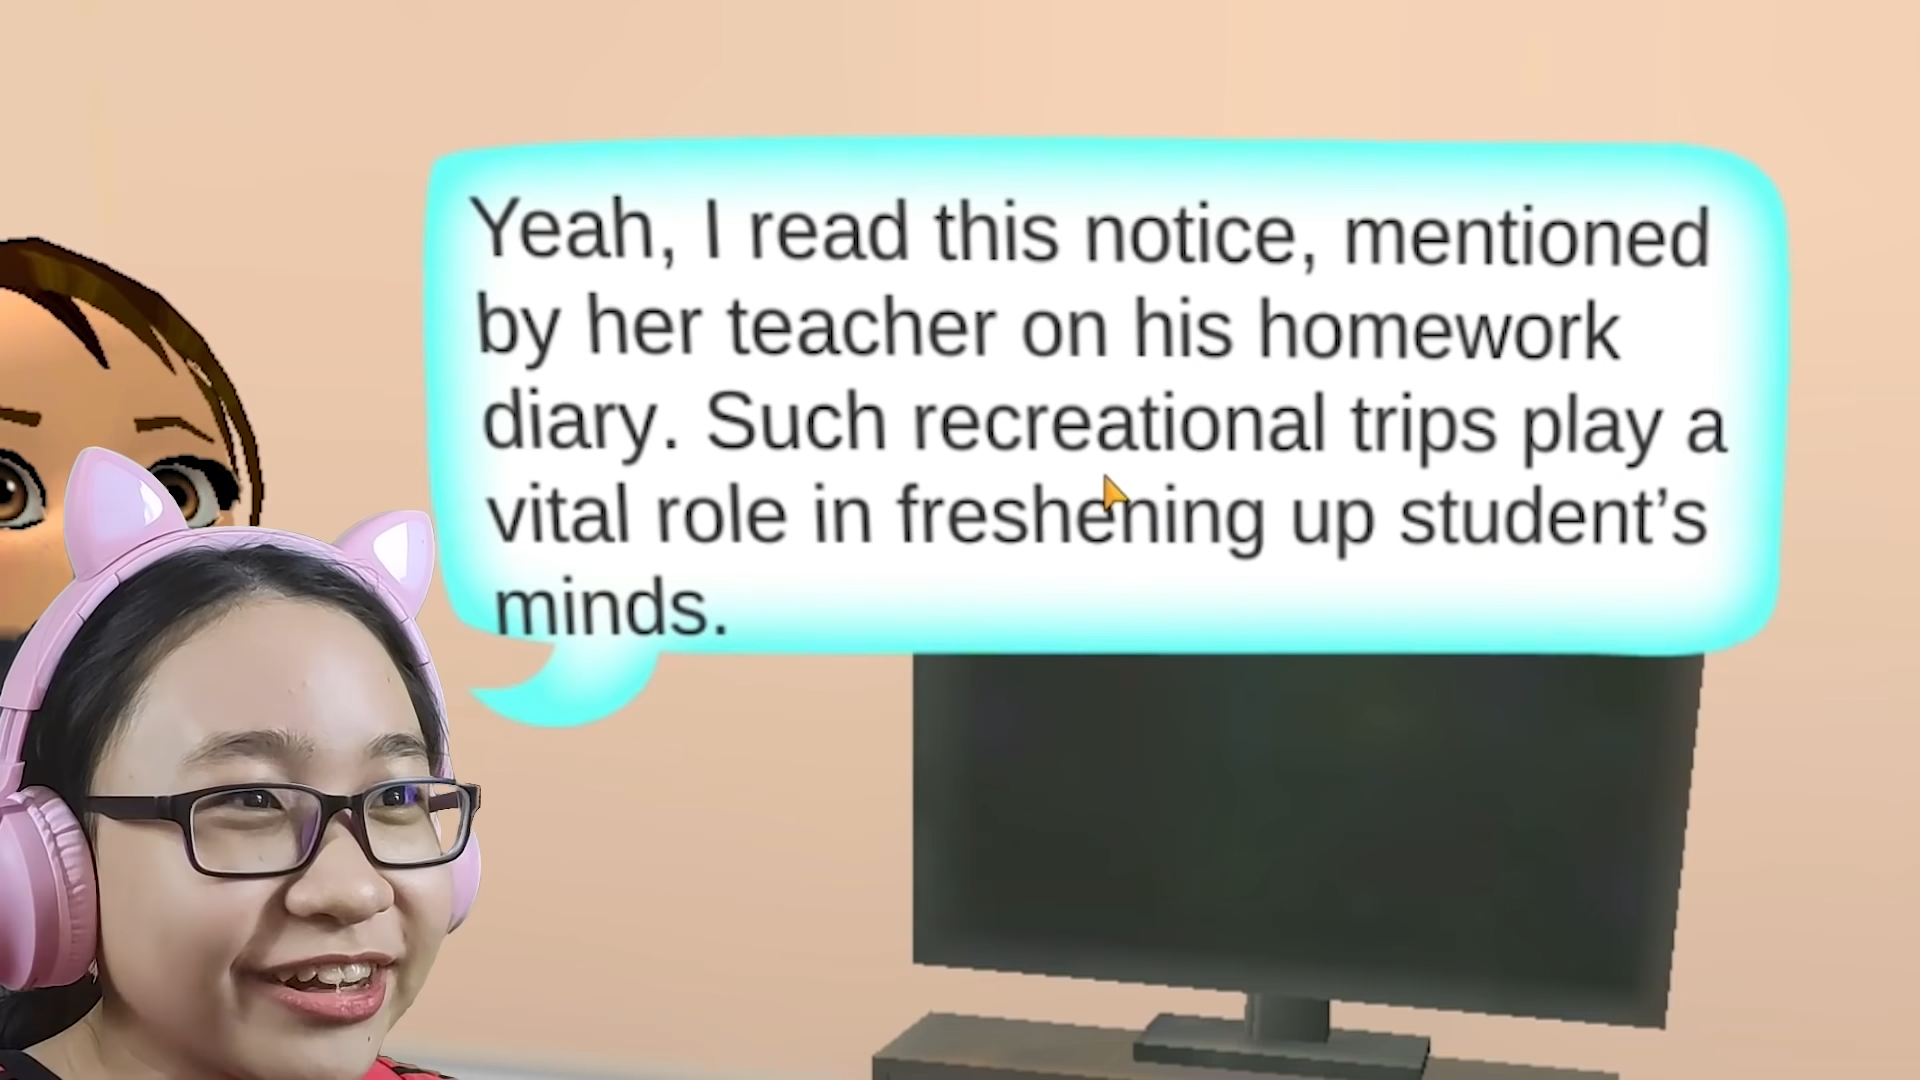 Yeah, I read this notice, mentioned
by her teacher on his homework
diary. Such recreational trips play a
vital role in freshening up student’s
minds.